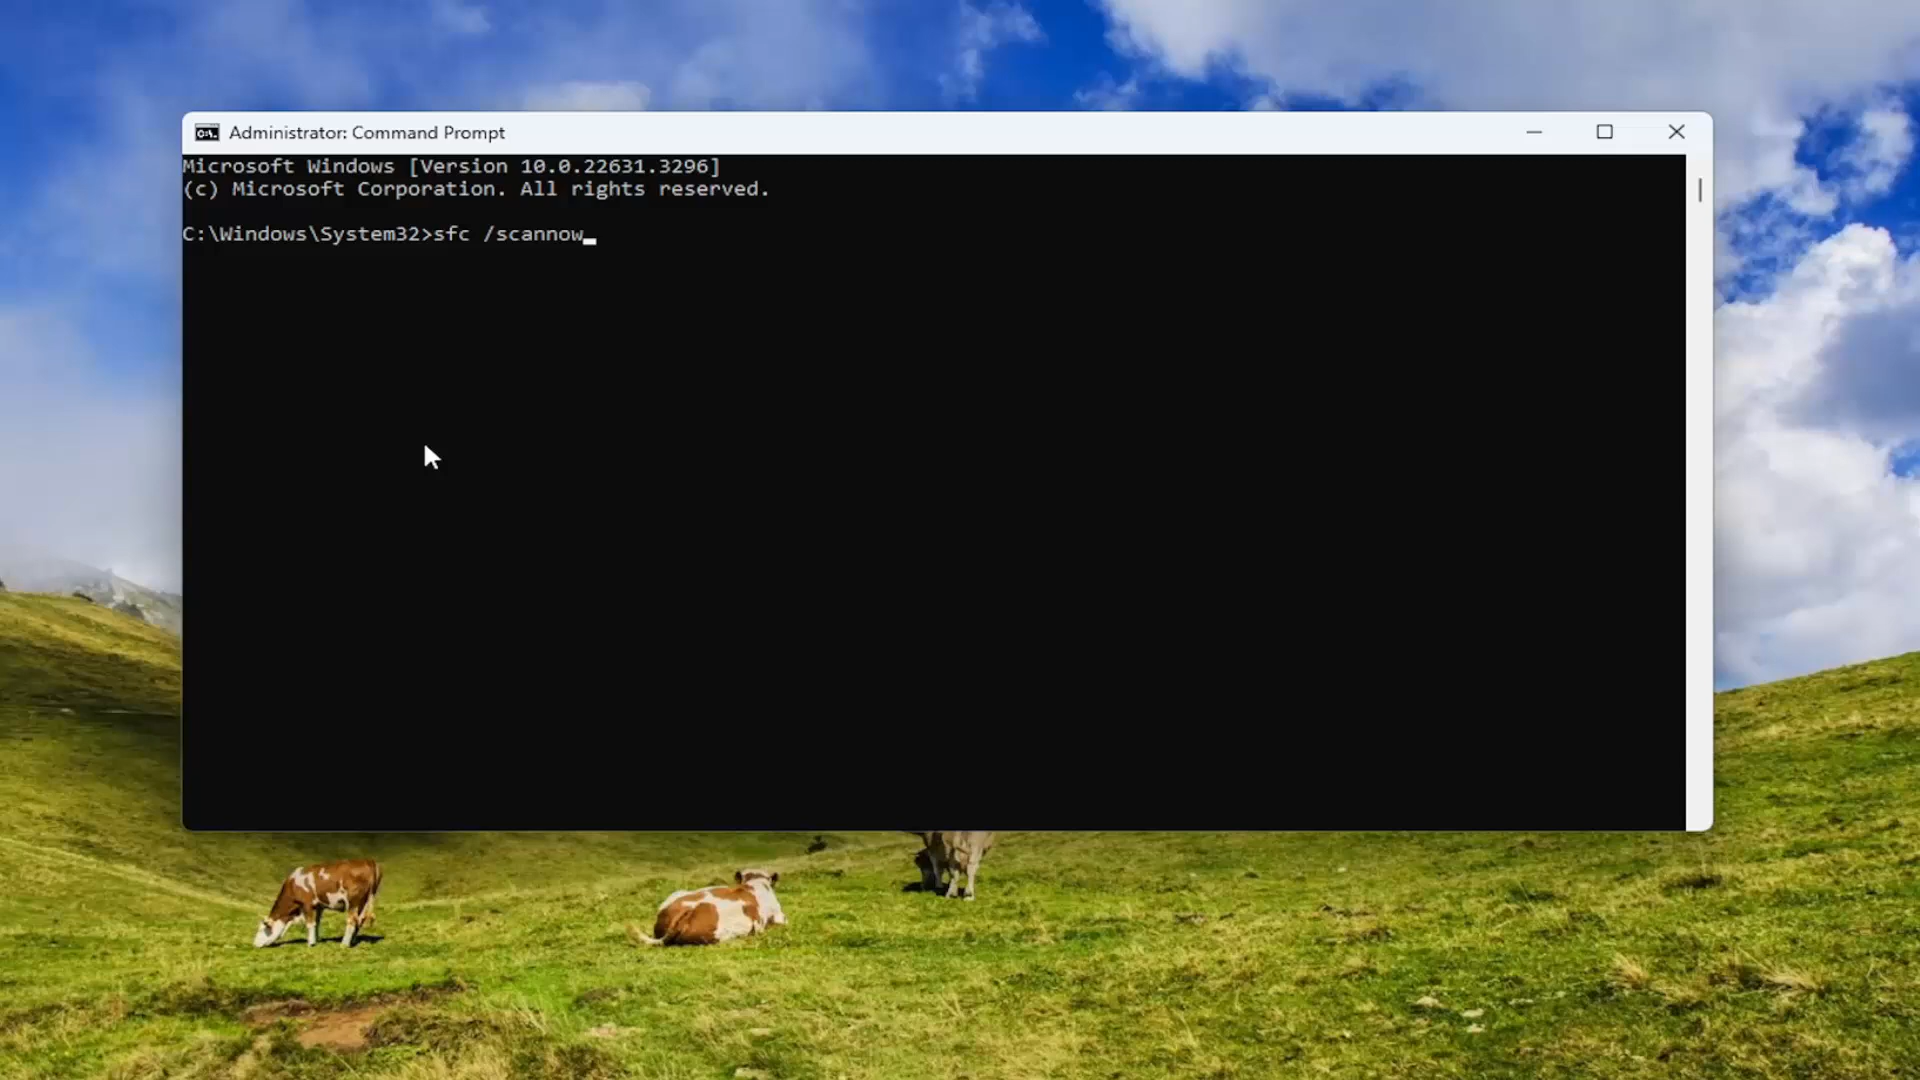 Administrator: Command Prompt
Microsoft Windows [Version 10.0.22631.3296]
(c) Microsoft Corporation. All rights reserved.
C:\Windows\System32>sfc /scannow